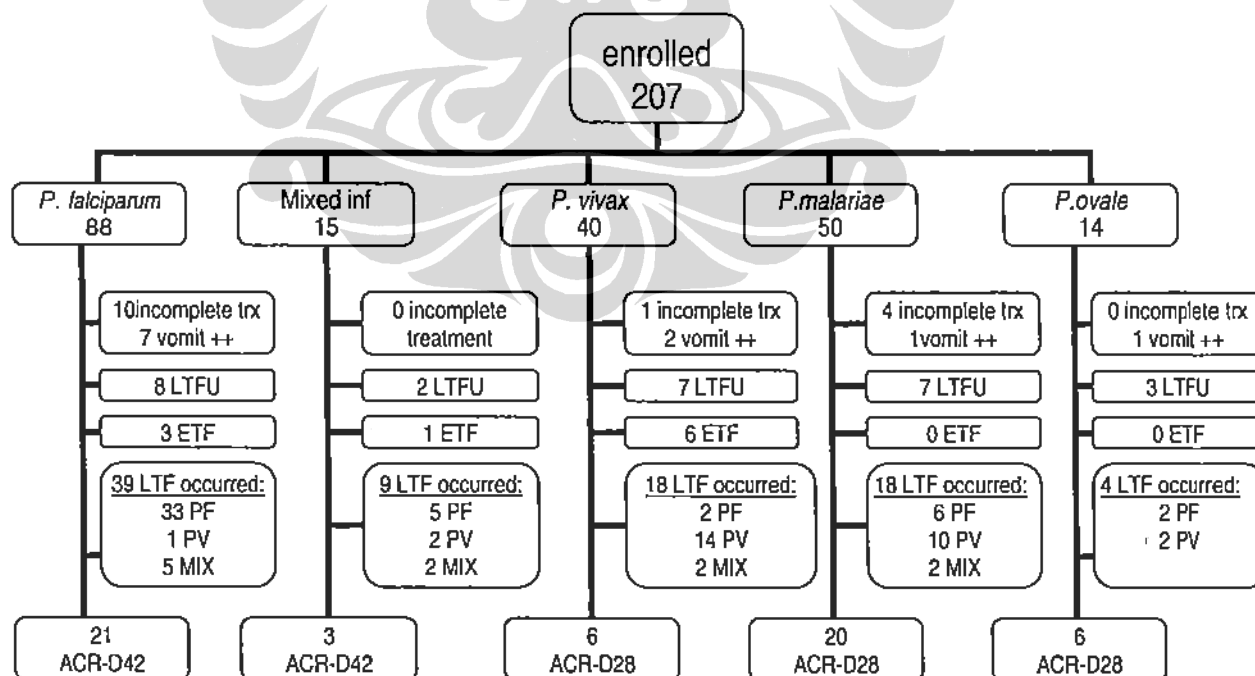 enrolled
207
P. falciparum
88
10incomplete trx
7 vomit ++
8 LTFU
3 ETF
39 LTF occurred:
33 PF
1 PV
5 MIX
21
ACR-D42
Mixed inf
15
0 incomplete
treatment
2 LTFU
1 ETF
9 LTF occurred:
5 PF
2 PV
2 MIX
3
ACR-D42
P. vivax
40
1 incomplete trx
2 vomit ++
7 LTFU
6 ETF
18 LTF occurred:
2 PF
14 PV
2 MIX
6
ACR-D28
P.malariae
50
4 incomplete trx
1vomit ++
7 LTFU
0 ETF
18 LTF occurred:
6 PF
10 PV
2 MIX
20
ACR-D28
P.ovale
14
0 incomplete trx
1 vomit ++
3 LTFU
0 ETF
4 LTF occurred:
2 PF
2 PV
6
ACR-D28